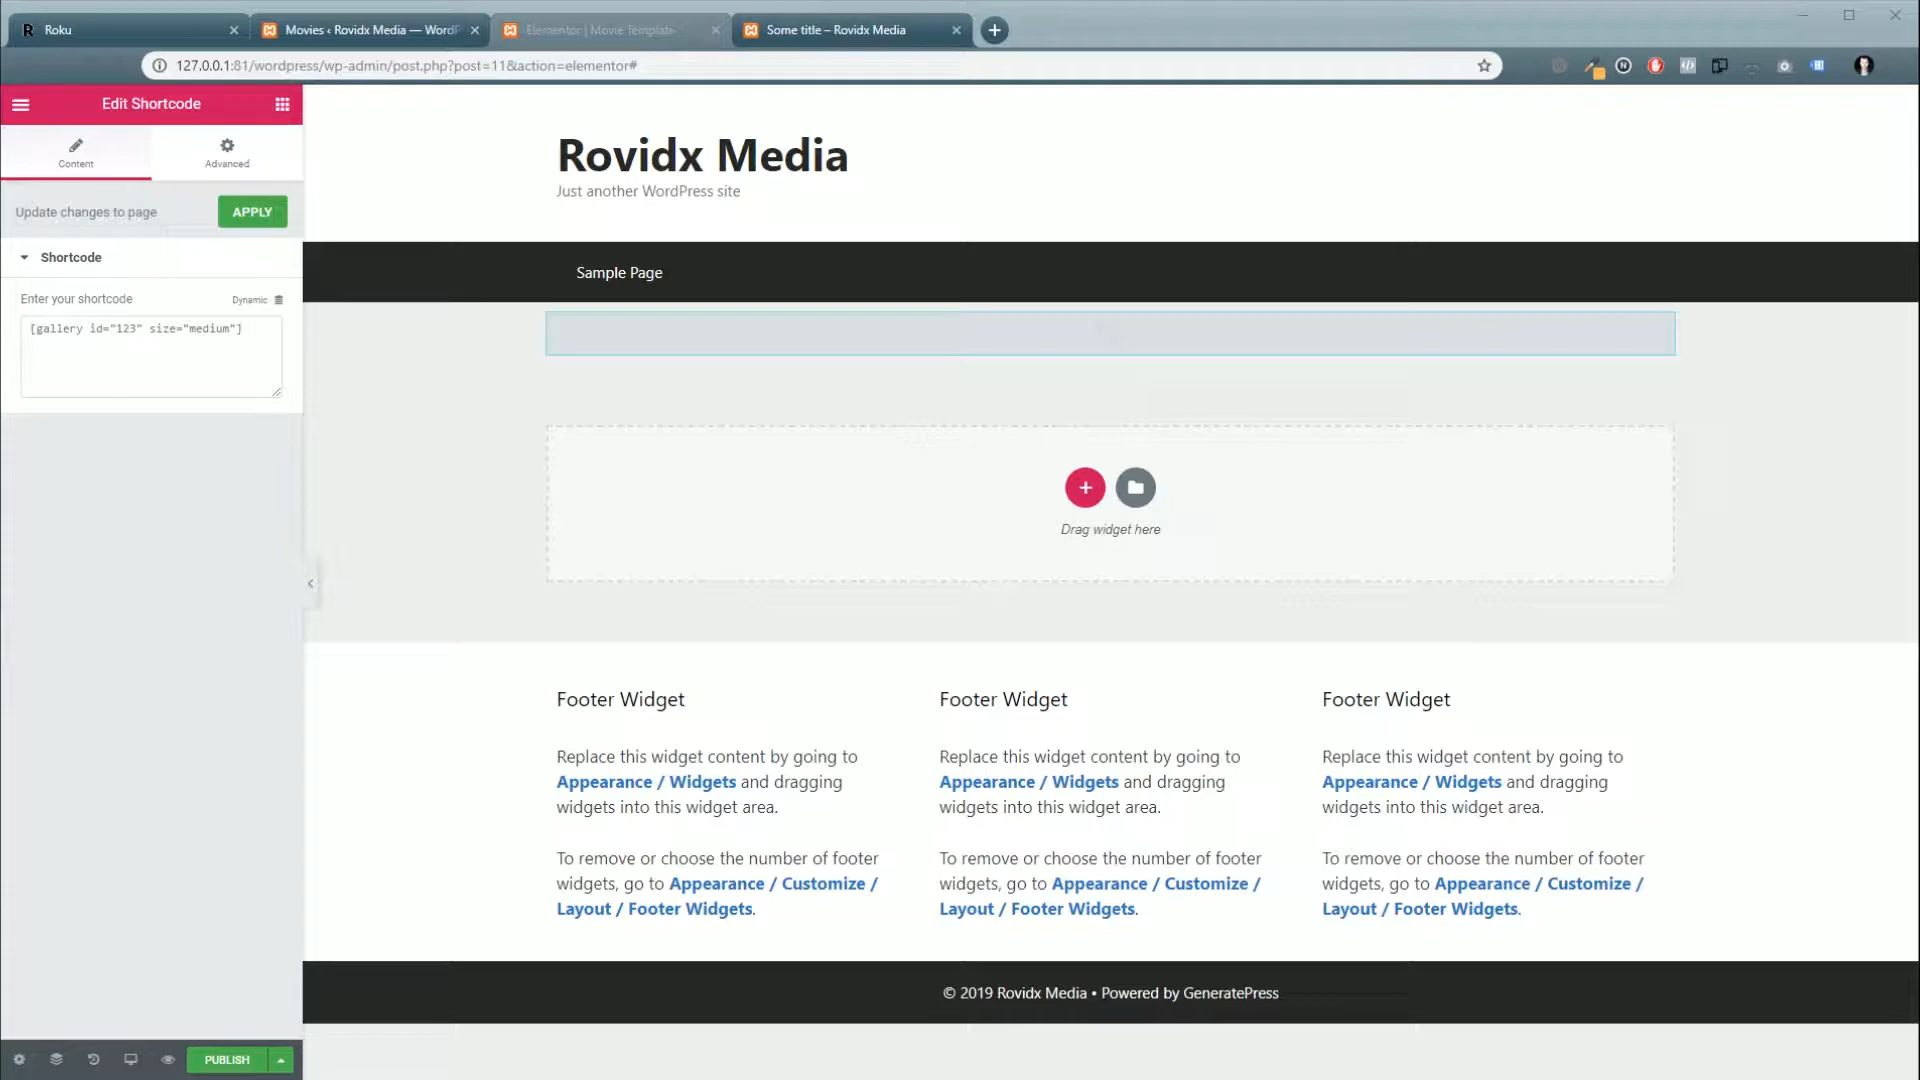 Roku
Movies ‹ Rovidx Media — WordP
Elementor | Movie Template
Some title – Rovidx Media
127.0.0.1:81/wordpress/wp-admin/post.php?post=11&action=elementor#
Edit Shortcode
Content
Advanced
Update changes to page
APPLY
Shortcode
Enter your shortcode
Dynamic
[gallery id="123" size="medium"]
PUBLISH
Rovidx Media
Just another WordPress site
Sample Page
Drag widget here
Footer Widget
Replace this widget content by going to
Appearance / Widgets and dragging
widgets into this widget area.
To remove or choose the number of footer
widgets, go to Appearance / Customize /
Layout / Footer Widgets.
Footer Widget
Replace this widget content by going to
Appearance / Widgets and dragging
widgets into this widget area.
To remove or choose the number of footer
widgets, go to Appearance / Customize /
Layout / Footer Widgets.
Footer Widget
Replace this widget content by going to
Appearance / Widgets and dragging
widgets into this widget area.
To remove or choose the number of footer
widgets, go to Appearance / Customize /
Layout / Footer Widgets.
© 2019 Rovidx Media • Powered by GeneratePress